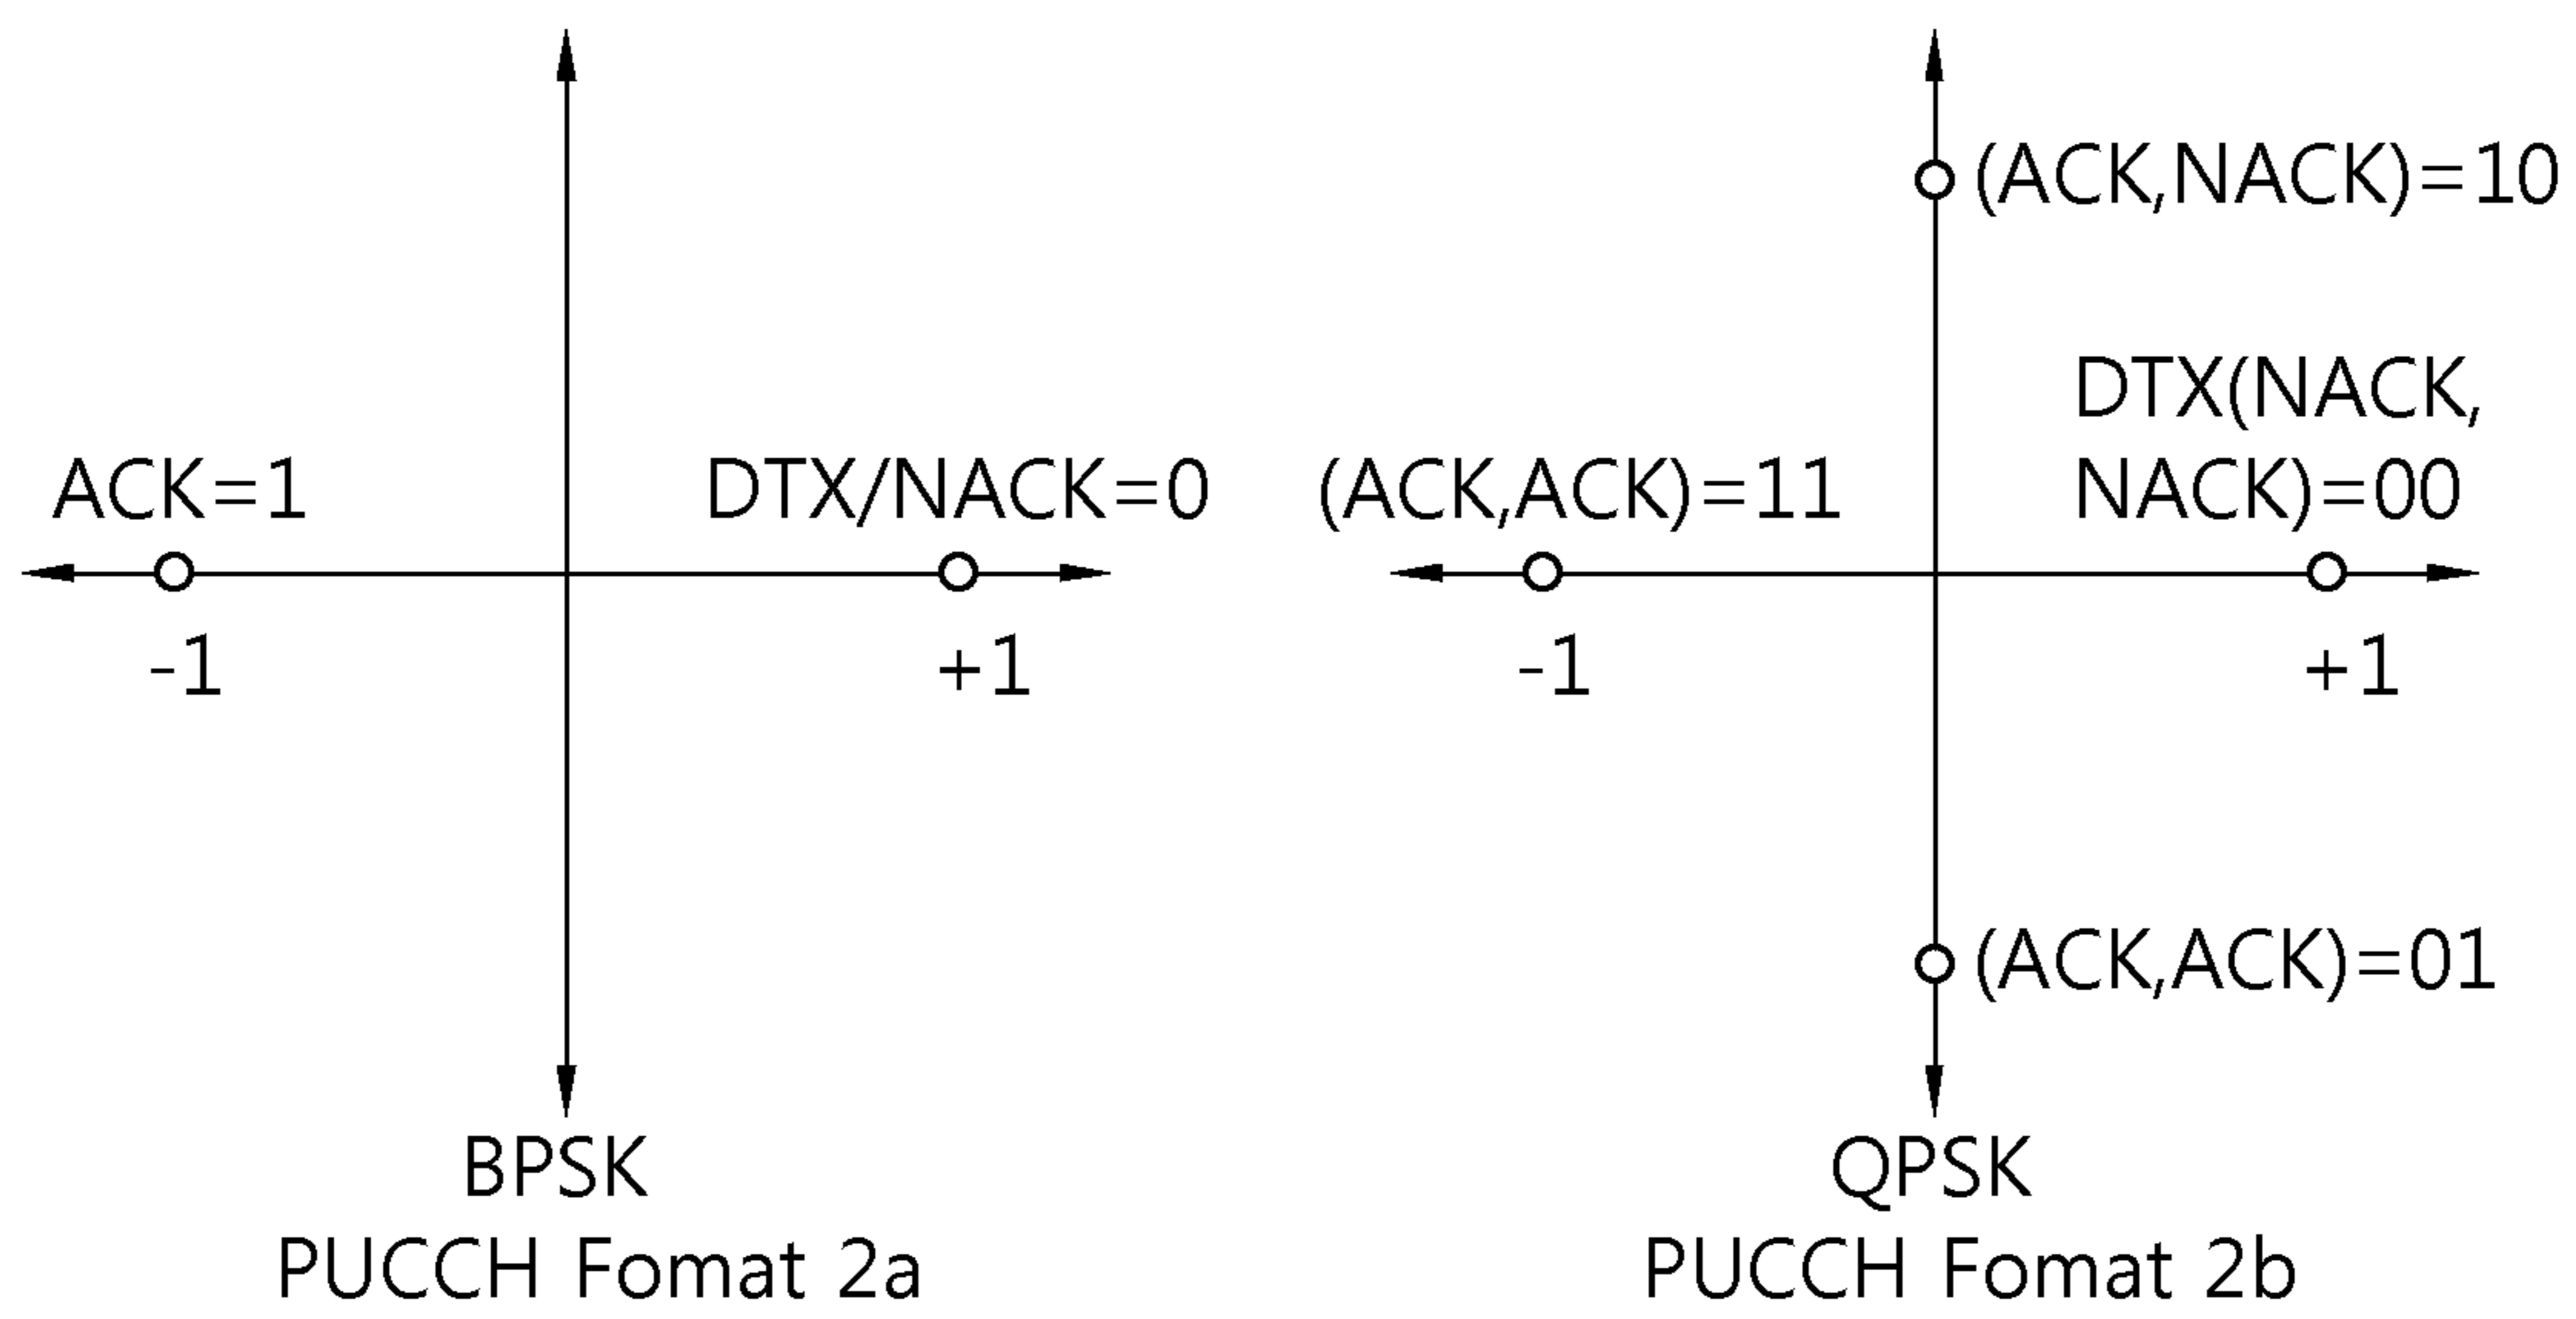 ACK=1
DTX/NACK=0
-1
+1
BPSK
PUCCH Fomat 2a
(ACK,NACK)=10
DTX(NACK,
NACK)=00
(ACK,ACK)=11
-1
+1
(ACK,ACK)=01
QPSK
PUCCH Fomat 2b